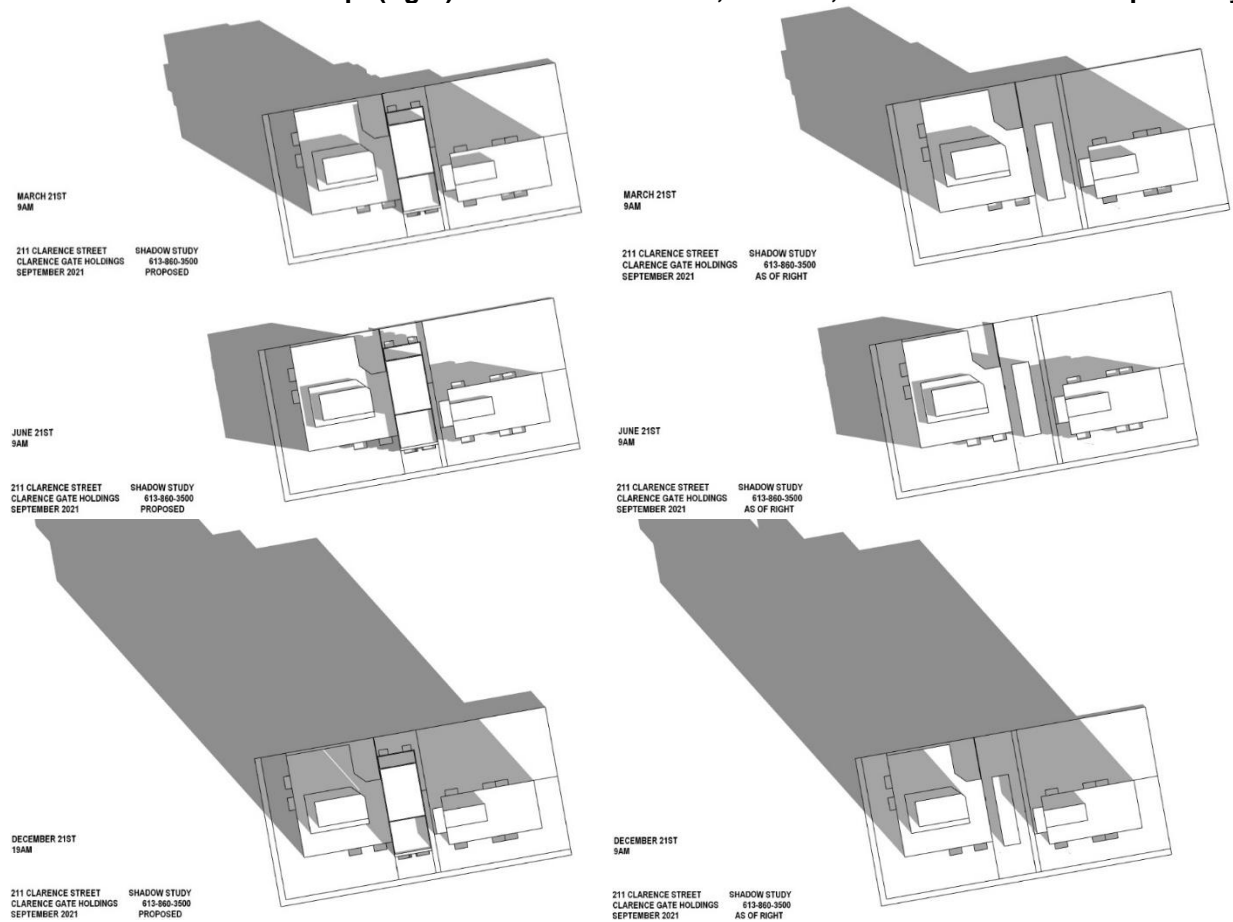 MARCH 21ST
9AM
211 CLARENCE STREET SHADOW STUDY
CLARENCE GATE HOLDINGS 613-860-3500
SEPTEMBER 2021 PROPOSED
MARCH 21ST
9AM
211 CLARENCE STREET SHADOW STUDY
CLARENCE GATE HOLDINGS 613-860-3500
SEPTEMBER 2021 AS OF RIGHT
JUNE 21ST
9AM
211 CLARENCE STREET SHADOW STUDY
CLARENCE GATE HOLDINGS 613-860-3500
SEPTEMBER 2021 PROPOSED
JUNE 21ST
9AM
211 CLARENCE STREET SHADOW STUDY
CLARENCE GATE HOLDINGS 613-860-3500
SEPTEMBER 2021 AS OF RIGHT
DECEMBER 21ST
19AM
211 CLARENCE STREET SHADOW STUDY
CLARENCE GATE HOLDINGS 613-860-3500
SEPTEMBER 2021 PROPOSED
DECEMBER 21ST
9AM
211 CLARENCE STREET SHADOW STUDY
CLARENCE GATE HOLDINGS 613-860-3500
SEPTEMBER 2021 AS OF RIGHT